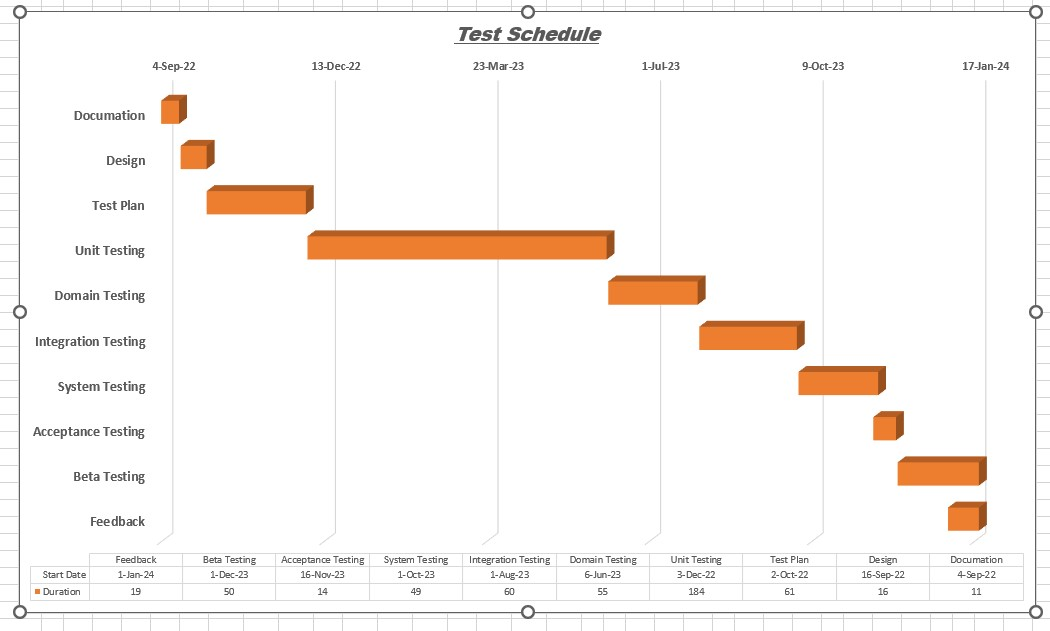 Test Schedule
4-Sep-22 13-Dec-22 23-Mar-23 1-Jul-23 9-Oct-23 17-Jan-24
Documation
Design
Test Plan
Unit Testing
Domain Testing
Integration Testing
System Testing
Acceptance Testing
Beta Testing
Feedback
Feedback Beta Testing Acceptance Testing System Testing Integration Testing Domain Testing Unit Testing Test Plan Design Documation
Start Date 1-Jan-24 1-Dec-23 16-Nov-23 1-Oct-23 1-Aug-23 6-Jun-23 3-Dec-22 2-Oct-22 16-Sep-22 4-Sep-22
Duration 19 50 14 49 60 55 184 61 16 11